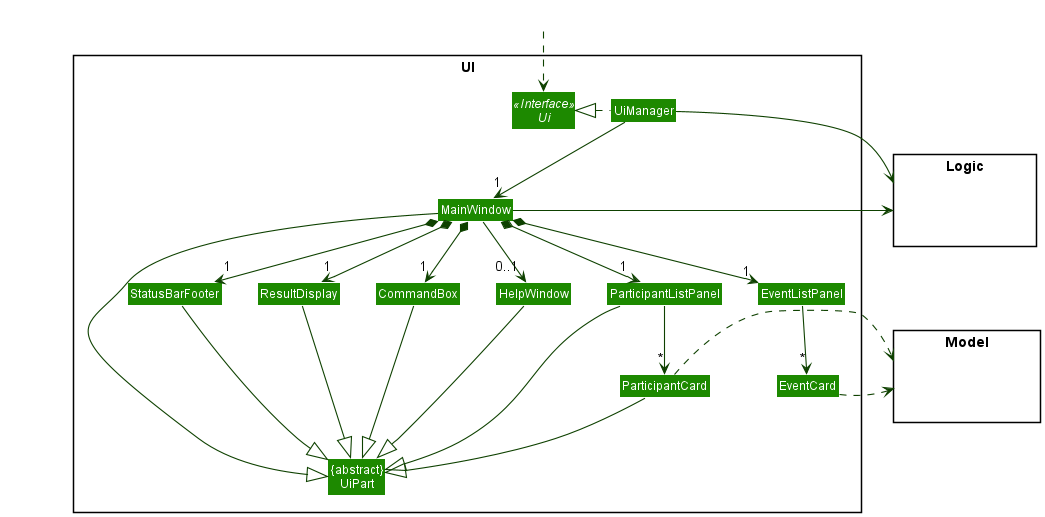 UI
«Interface»
Ui
UiManager
Logic
1
MainWindow
1
1
1
0..1
1
1
StatusBarFooter
ResultDisplay
CommandBox
HelpWindow
ParticipantListPanel
EventListPanel
Model
*
*
ParticipantCard
EventCard
{abstract}
UiPart